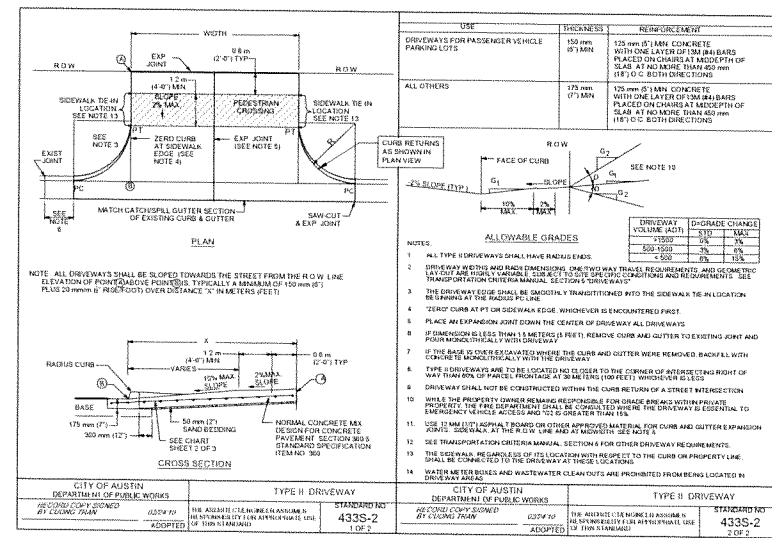 WIDTH
A
EXP
JOINT
0.6 m
(2'-0") TYP
R O W
R O W
1.2 m
(4'-0") MIN
SLOPE
2% MAX
PEDESTRIAN
CROSSING
SIDEWALK TIE-IN
LOCATION
SEE NOTE 13
SIDEWALK TIE-IN
LOCATION
SEE NOTE 13
SEE
NOTE 3
PT
PT
R
ZERO CURB
AT SIDEWALK
EDGE (SEE
NOTE 4)
EXP JOINT
(SEE NOTE 5)
CURB RETURNS
AS SHOWN IN
PLAN VIEW
EXIST
JOINT
PC
B
PC
SEE
NOTE
6
MATCH CATCH/SPILL GUTTER SECTION
OF EXISTING CURB & GUTTER
SAW-CUT
& EXP JOINT
PLAN
NOTE ALL DRIVEWAYS SHALL BE SLOPED TOWARDS THE STREET FROM THE R O W LINE
ELEVATION OF POINT A ABOVE POINT B IS TYPICALLY A MINIMUM OF 150 mm (6")
OVER DISTANCE "X" IN METERS (FEET)
X
1.2 m
(4'-0") MIN
0.6 m
(2'-0") TYP
VARIES
RADIUS CURB
10% MAX
SLOPE
2% MAX
SLOPE
B
A
BASE
175 mm (7")
300 mm (12")
50 mm (2")
SAND BEDDING
SEE CHART
SHEET 2 OF 3
NORMAL CONCRETE MIX
DESIGN FOR CONCRETE
PAVEMENT SECTION 360 5
STANDARD SPECIFICATION
ITEM NO 360
CROSS SECTION
CITY OF AUSTIN
DEPARTMENT OF PUBLIC WORKS
TYPE II DRIVEWAY
RECORD COPY SIGNED
BY CUONG TRAN
ADOPTED
THE ARCHITECT/ENGINEER ASSUMES
RESPONSIBILITY FOR APPROPRIATE USE
OF THIS STANDARD
STANDARD NO
433S-2
1 OF 2
USE
THICKNESS
REINFORCEMENT
DRIVEWAYS FOR PASSENGER VEHICLE
PARKING LOTS
150 mm
(6") MIN
125 mm (5") MIN CONCRETE
WITH ONE LAYER OF 13M (#4) BARS
PLACED ON CHAIRS AT MIDDEPTH OF
SLAB AT NO MORE THAN 450 mm
(18") O C BOTH DIRECTIONS
ALL OTHERS
175 mm
(7") MIN
125 mm (5") MIN CONCRETE
WITH ONE LAYER OF 13M (#4) BARS
PLACED ON CHAIRS AT MIDDEPTH OF
SLAB AT NO MORE THAN 450 mm
(18") O C BOTH DIRECTIONS
R O W
FACE OF CURB
G2
SEE NOTE 10
2% SLOPE (TYP)
G1
SLOPE
G1
D
D
G2
10%
MAX
2%
MAX
ALLOWABLE GRADES
DRIVEWAY
VOLUME (ADT)
D=GRADE CHANGE
STD
MAX
>1500
0%
3%
500-1500
3%
6%
< 500
6%
15%
NOTES
1 ALL TYPE II DRIVEWAYS SHALL HAVE RADIUS ENDS
2 DRIVEWAY WIDTHS AND RADII DIMENSIONS ONE/TWO WAY TRAVEL REQUIREMENTS AND GEOMETRIC
LAY-OUT ARE HIGHLY VARIABLE, SUBJECT TO SITE SPECIFIC CONDITIONS AND REQUIREMENTS SEE
TRANSPORTATION CRITERIA MANUAL SECTION 5 "DRIVEWAYS"
3 THE DRIVEWAY EDGE SHALL BE SMOOTHLY TRANSITIONED INTO THE SIDEWALK TIE-IN LOCATION
BEGINNING AT THE RADIUS PC LINE
4 "ZERO" CURB AT PT OR SIDEWALK EDGE, WHICHEVER IS ENCOUNTERED FIRST
5 PLACE AN EXPANSION JOINT DOWN THE CENTER OF DRIVEWAY ALL DRIVEWAYS
6 IF DIMENSION IS LESS THAN 1.5 METERS (5 FEET), REMOVE CURB AND GUTTER TO EXISTING JOINT AND
POUR MONOLITHICALLY WITH DRIVEWAY
7 IF THE BASE IS OVER EXCAVATED WHERE THE CURB AND GUTTER WERE REMOVED, BACKFILL WITH
CONCRETE MONOLITHICALLY WITH THE DRIVEWAY
8 TYPE II DRIVEWAYS ARE TO BE LOCATED NO CLOSER TO THE CORNER OF INTERSECTING RIGHT OF
WAY THAN 60% OF PARCEL FRONTAGE AT 30 METERS (100 FEET) WHICHEVER IS LESS
9 DRIVEWAY SHALL NOT BE CONSTRUCTED WITHIN THE CURB RETURN OF A STREET INTERSECTION
10 WHILE THE PROPERTY OWNER REMAINS RESPONSIBLE FOR GRADE BREAKS WITHIN PRIVATE
PROPERTY, THE FIRE DEPARTMENT SHALL BE CONSULTED WHERE THE DRIVEWAY IS ESSENTIAL TO
EMERGENCY VEHICLE ACCESS AND "G2 IS GREATER THAN 15%
11. USE 12 MM (1/2") ASPHALT BOARD OR OTHER APPROVED MATERIAL FOR CURB AND GUTTER EXPANSION
JOINTS SIDEWALK, AT THE R.O.W LINE AND AT MIDWIDTH SEE NOTE 5
12 SEE TRANSPORTATION CRITERIA MANUAL, SECTION 5 FOR OTHER DRIVEWAY REQUIREMENTS.
13 THE SIDEWALK, REGARDLESS OF ITS LOCATION WITH RESPECT TO THE CURB OR PROPERTY LINE,
SHALL BE CONNECTED TO THE DRIVEWAY AT THESE LOCATIONS
14 WATER METER BOXES AND WASTEWATER CLEAN OUTS ARE PROHIBITED FROM BEING LOCATED IN
DRIVEWAY AREAS
CITY OF AUSTIN
DEPARTMENT OF PUBLIC WORKS
TYPE II DRIVEWAY
RECORD COPY SIGNED
BY CUONG TRAN
ADOPTED
THE ARCHITECT/ENGINEER ASSUMES
RESPONSIBILITY FOR APPROPRIATE USE
OF THIS STANDARD
STANDARD NO
433S-2
2 OF 2